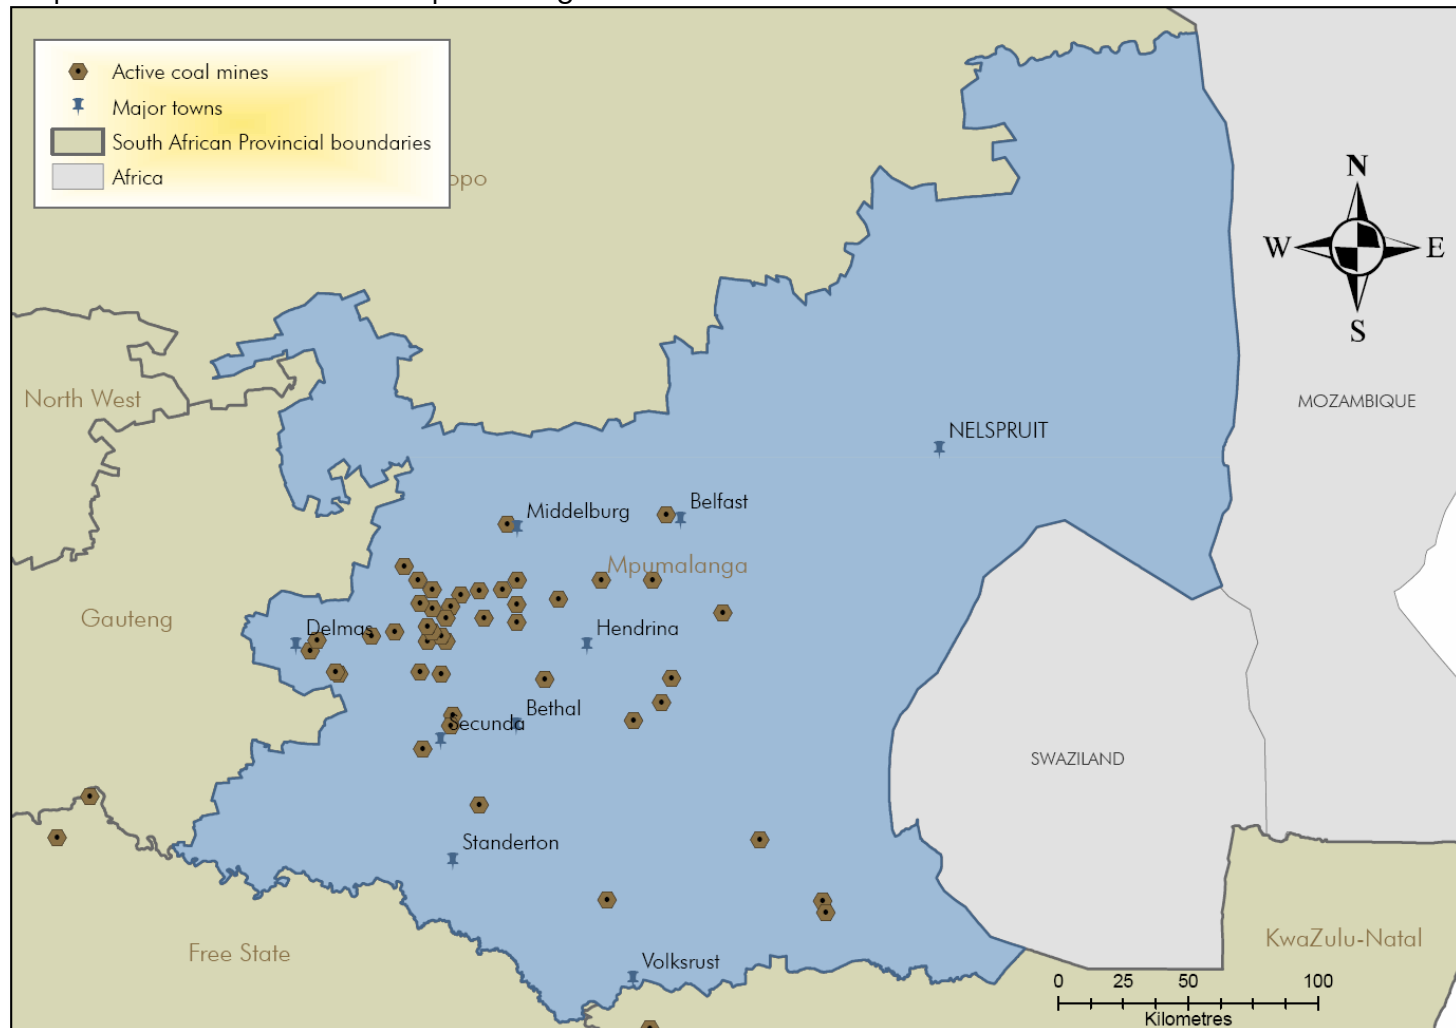 Active coal mines
Major towns
South African Provincial boundaries
Africa
opo
N
W E
S
North West
MOZAMBIQUE
NELSPRUIT
Belfast
Middelburg
Mpumalanga
Gauteng
Delmas
Hendrina
Bethal
Secunda
SWAZILAND
Standerton
KwaZulu-Natal
Free State
Volksrust
0 25 50 100
Kilometres